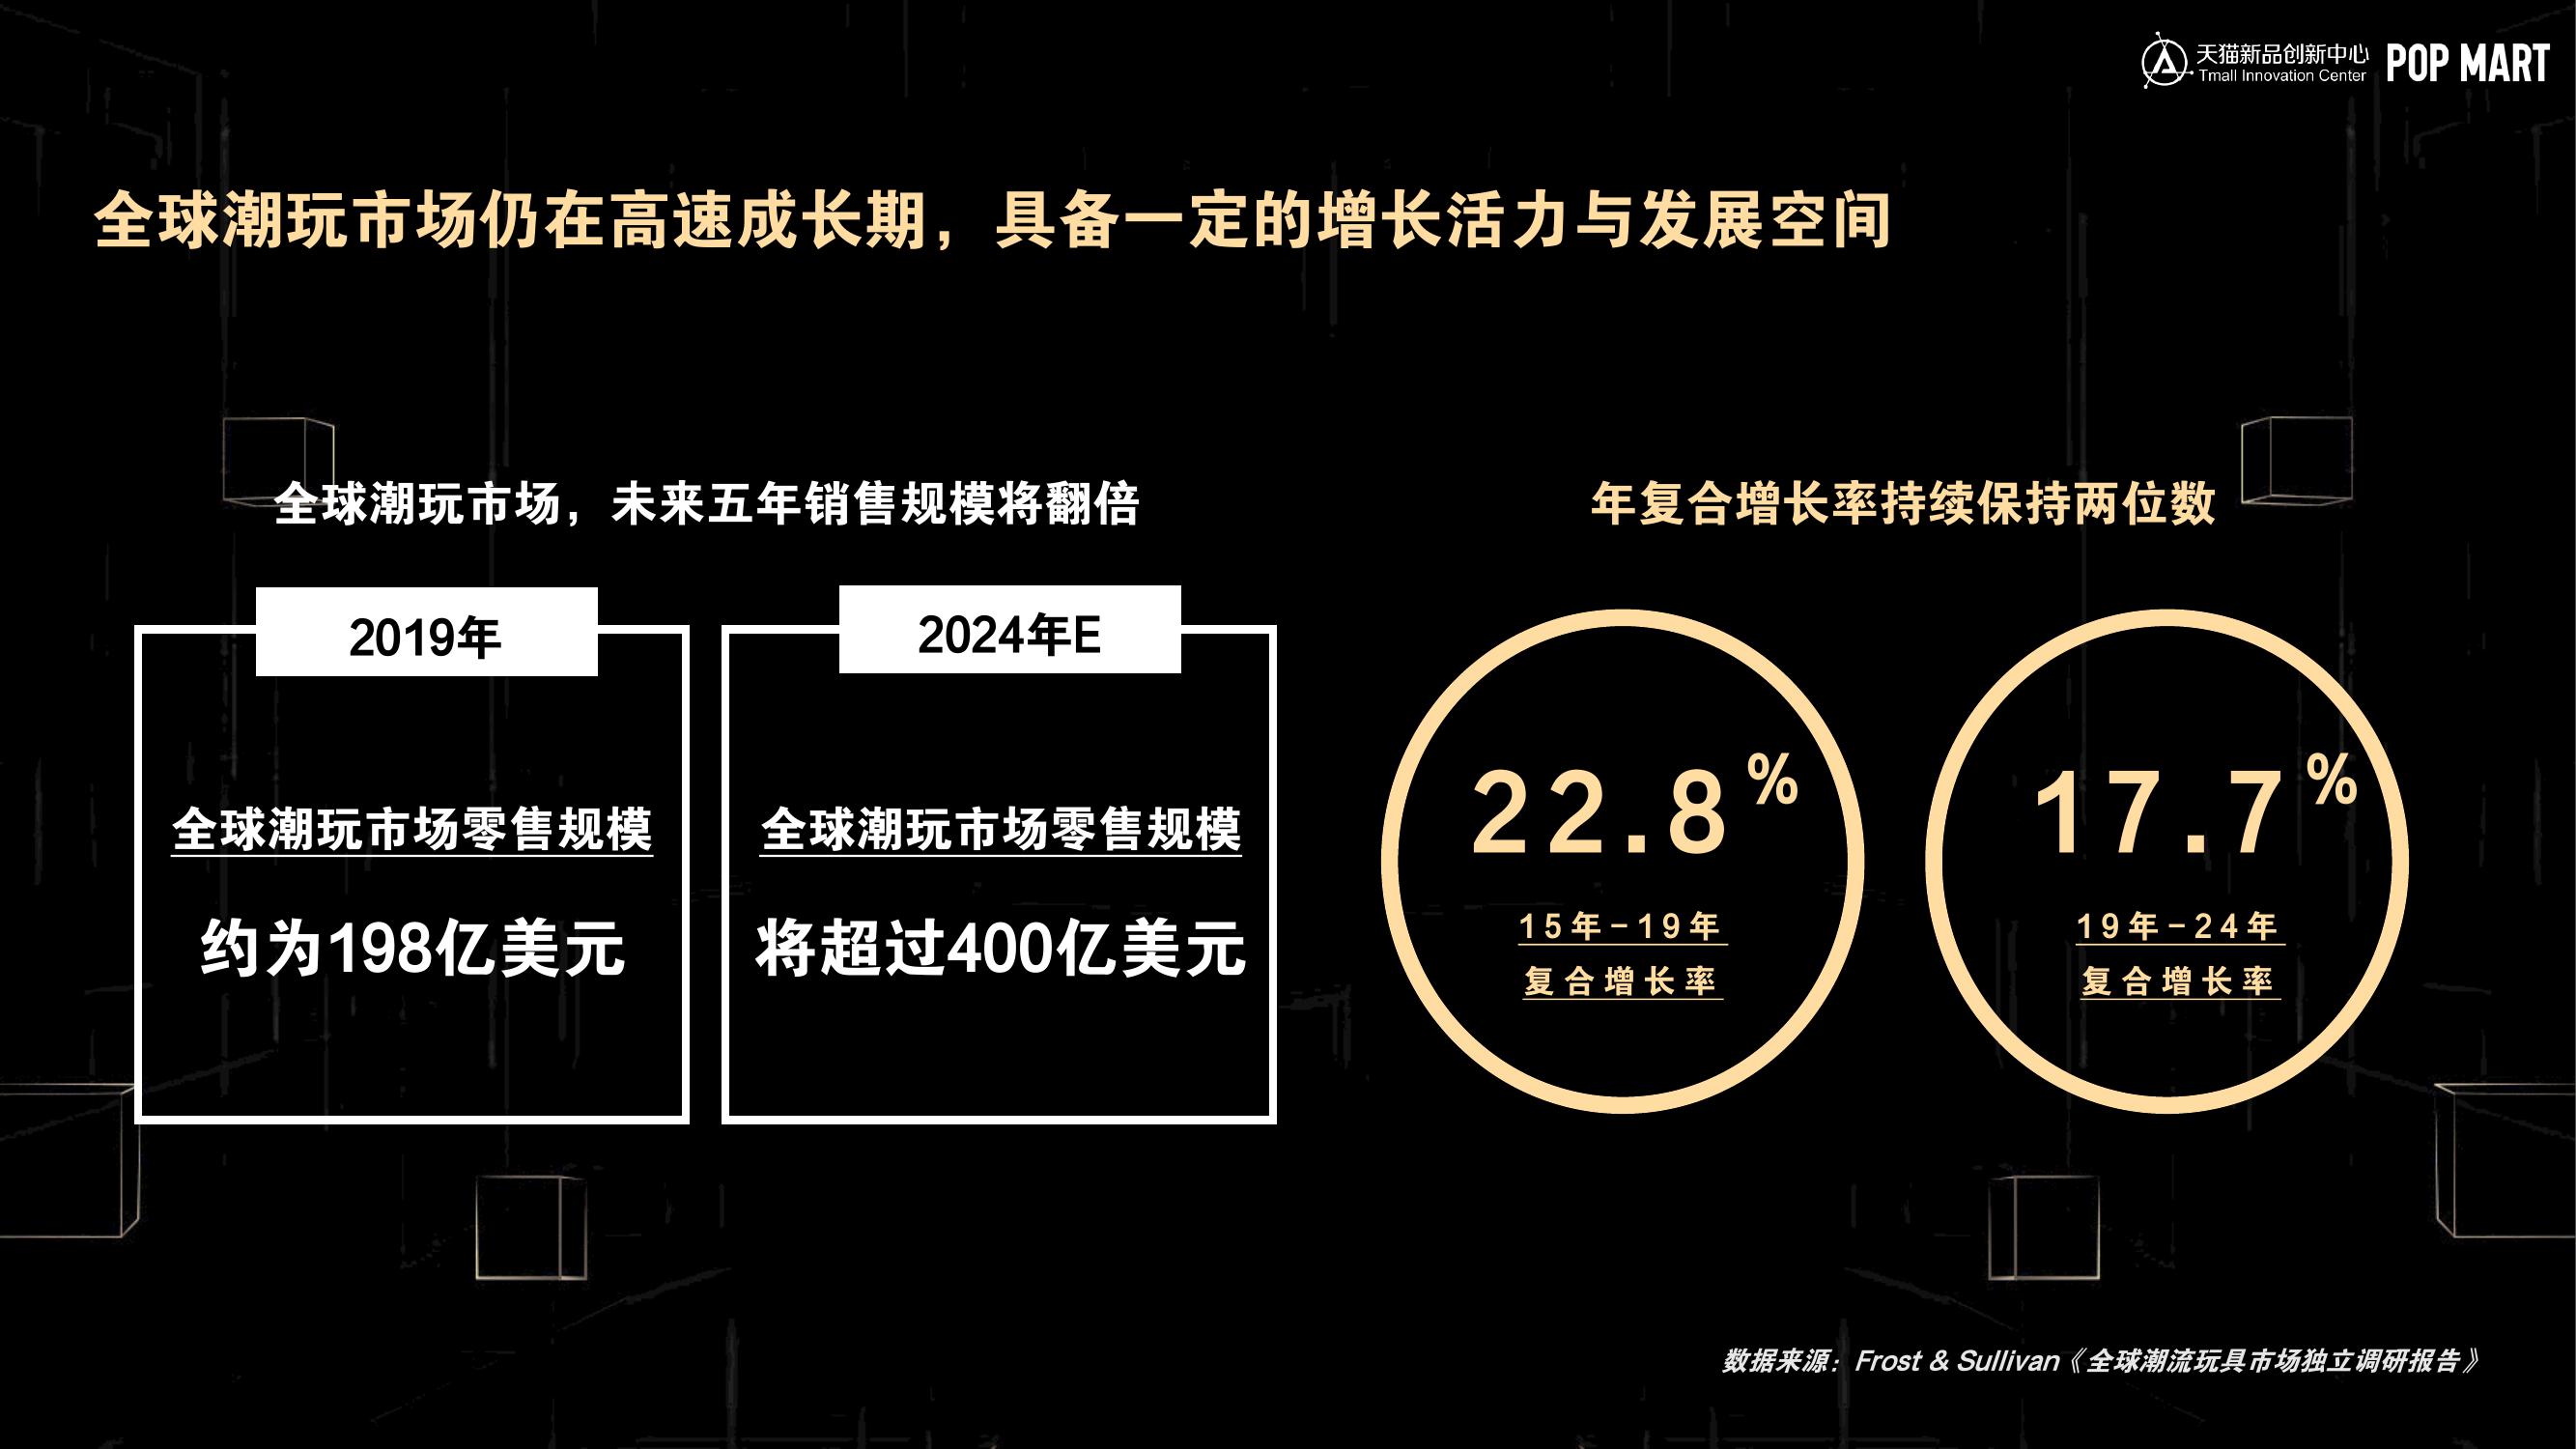 天猫新品创新中心
Tmall Innovation Center
POP MART
全球潮玩市场仍在高速成长期，具备一定的增长活力与发展空间
全球潮玩市场，未来五年销售规模将翻倍
2019年
全球潮玩市场零售规模
约为198亿美元
2024年E
全球潮玩市场零售规模
将超过400亿美元
年复合增长率持续保持两位数
22.8%
15年-19年
复合增长率
17.7%
19年-24年
复合增长率
数据来源：Frost & Sullivan《全球潮流玩具市场独立调研报告》